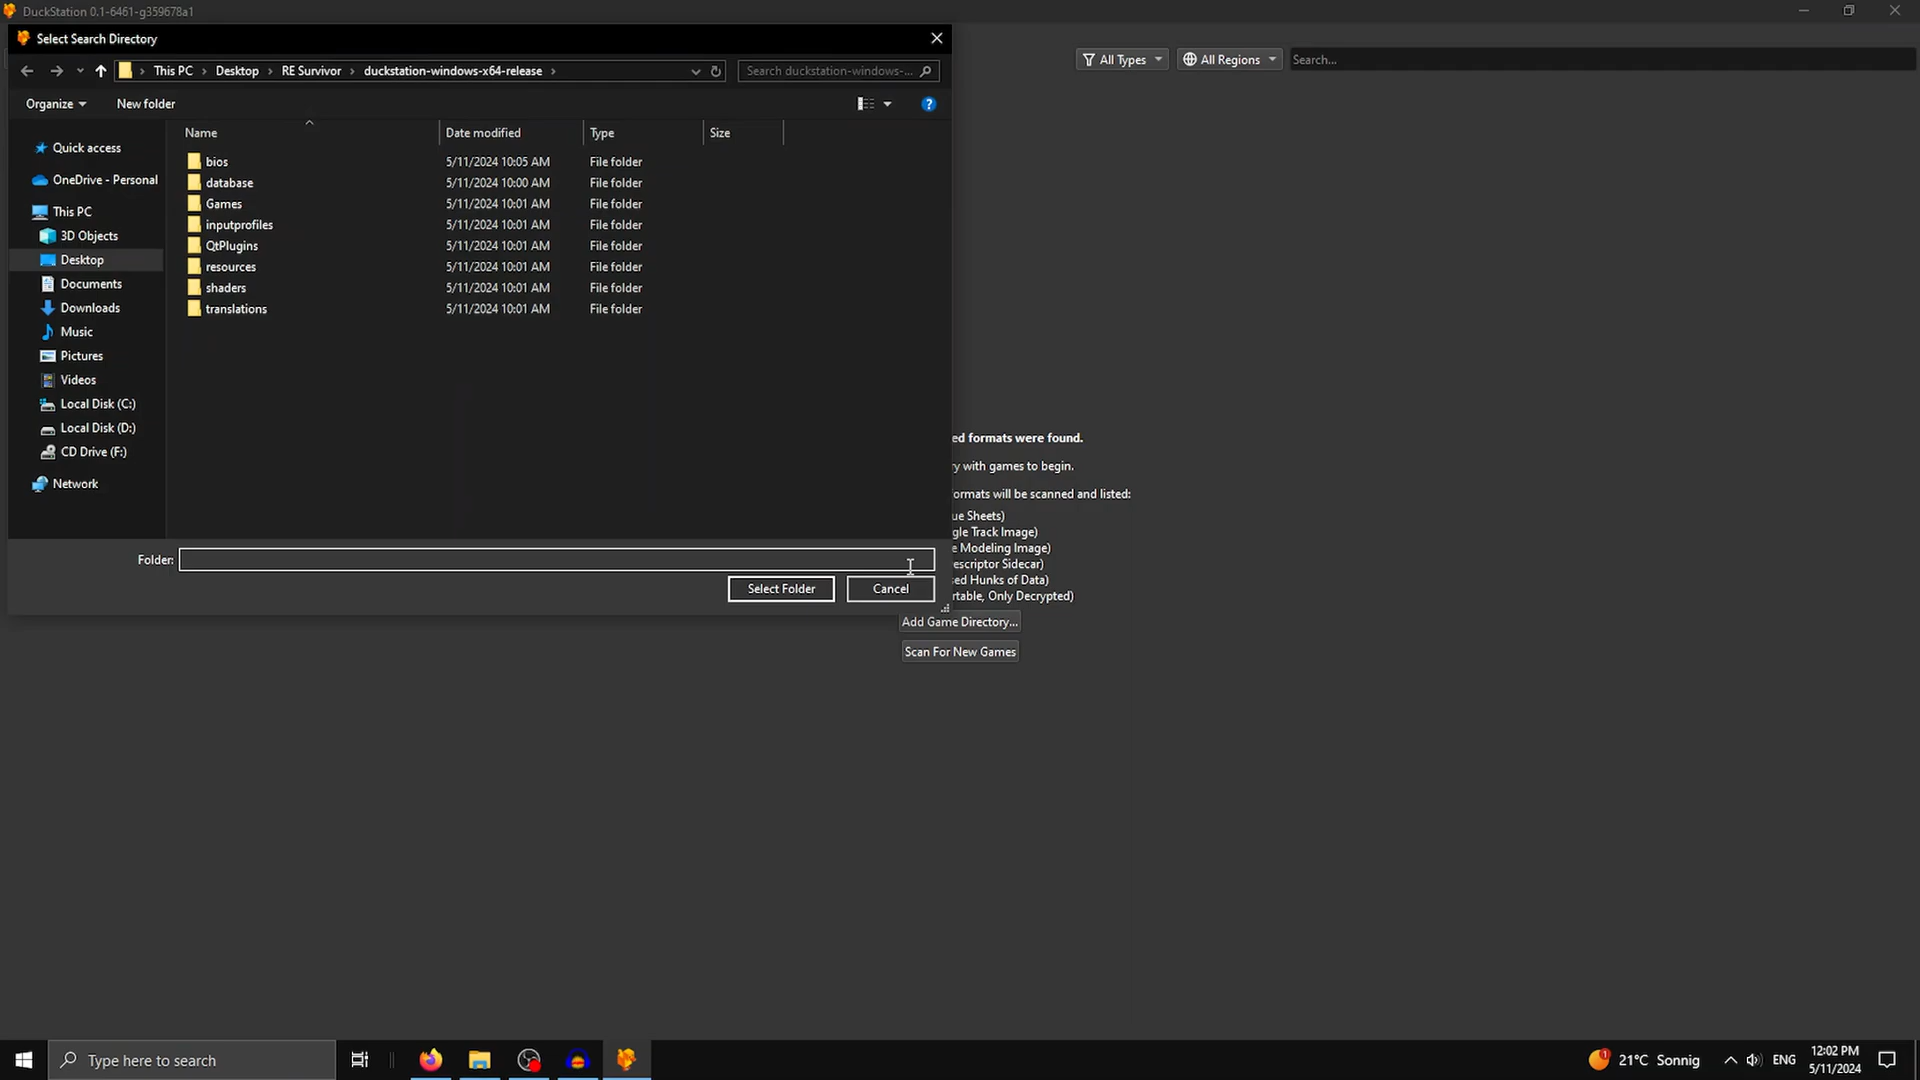 DuckStation 0.1-6461-g359678a1
Select Search Directory
This PC > Desktop > RE Survivor > duckstation-windows-x64-release >
Search duckstation-windows-...
All Types
All Regions
Search...
Organize
New folder
Name
Date modified
Type
Size
Quick access
OneDrive - Personal
This PC
3D Objects
Desktop
Documents
Downloads
Music
Pictures
Videos
Local Disk (C:)
Local Disk (D:)
CD Drive (F:)
Network
bios 5/11/2024 10:05 AM File folder
database 5/11/2024 10:00 AM File folder
Games 5/11/2024 10:01 AM File folder
inputprofiles 5/11/2024 10:01 AM File folder
QtPlugins 5/11/2024 10:01 AM File folder
resources 5/11/2024 10:01 AM File folder
shaders 5/11/2024 10:01 AM File folder
translations 5/11/2024 10:01 AM File folder
Folder:
Select Folder
Cancel
ed formats were found.
y with games to begin.
ormats will be scanned and listed:
ue Sheets)
gle Track Image)
e Modeling Image)
escriptor Sidecar)
sed Hunks of Data)
rtable, Only Decrypted)
Add Game Directory...
Scan For New Games
Type here to search
1
21°C Sonnig
ENG
12:02 PM
5/11/2024